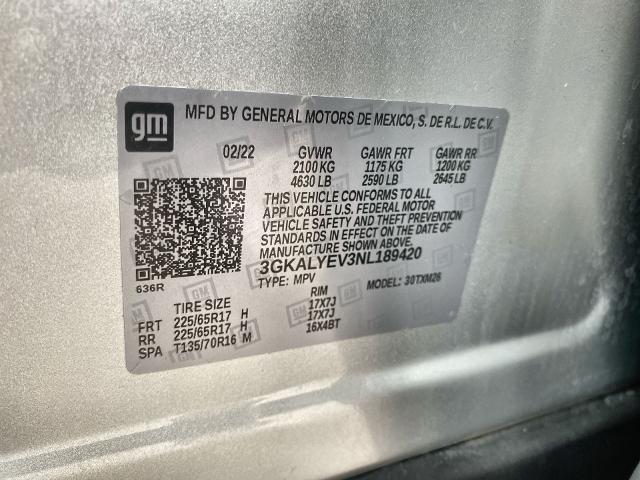 gm
MFD BY GENERAL MOTORS DE MEXICO, S. DE R.L. DE C.V.
02/22 GVWR GAWR FRT GAWR RR
2100 KG 1175 KG 1200 KG
4630 LB 2590 LB 2645 LB
THIS VEHICLE CONFORMS TO ALL
APPLICABLE U.S. FEDERAL MOTOR
VEHICLE SAFETY AND THEFT PREVENTION
STANDARDS IN EFFECT ON THE DATE OF
MANUFACTURE SHOWN ABOVE.
3GKALYEV3NL189420
636R TYPE: MPV MODEL: 30TXM26
TIRE SIZE RIM
FRT 225/65R17 H 17X7J
RR 225/65R17 H 17X7J
SPA T135/70R16 M 16X4BT